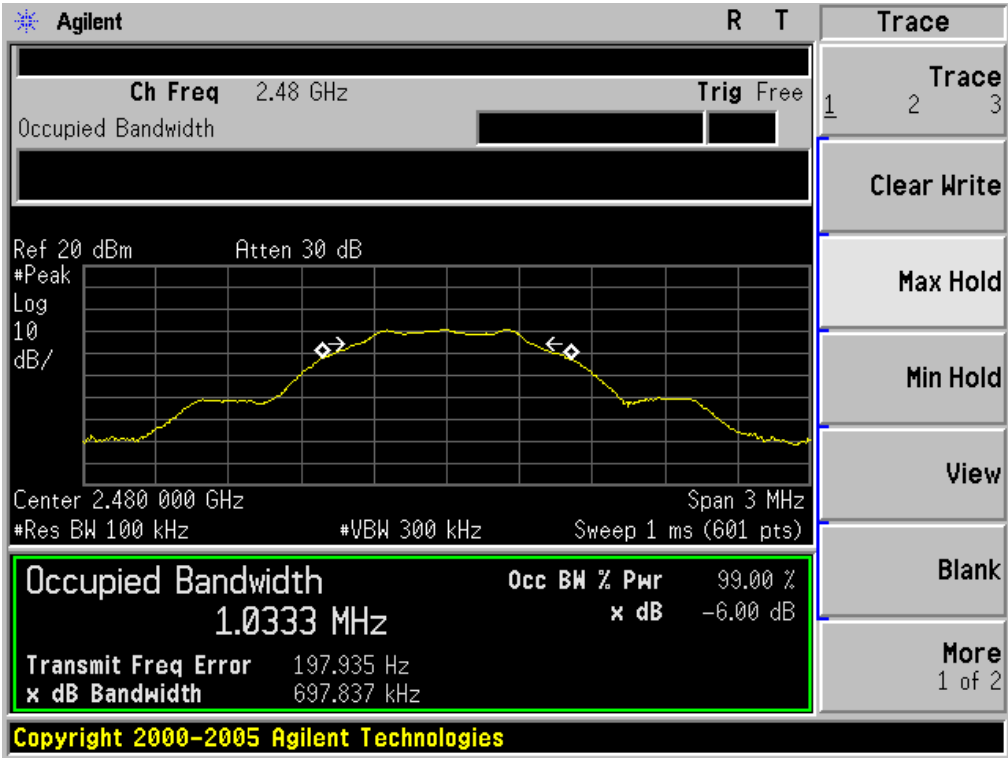 Agilent R T
Trace
Ch Freq 2.48 GHz Trig Free
Occupied Bandwidth
Ref 20 dBm Atten 30 dB
#Peak
Log
10
dB/
Center 2.480 000 GHz Span 3 MHz
#Res BW 100 kHz #VBW 300 kHz Sweep 1 ms (601 pts)
Occupied Bandwidth
1.0333 MHz
Occ BW % Pwr 99.00 %
x dB -6.00 dB
Transmit Freq Error 197.935 Hz
x dB Bandwidth 697.837 kHz
Trace
1 2 3
Clear Write
Max Hold
Min Hold
View
Blank
More
1 of 2
Copyright 2000-2005 Agilent Technologies